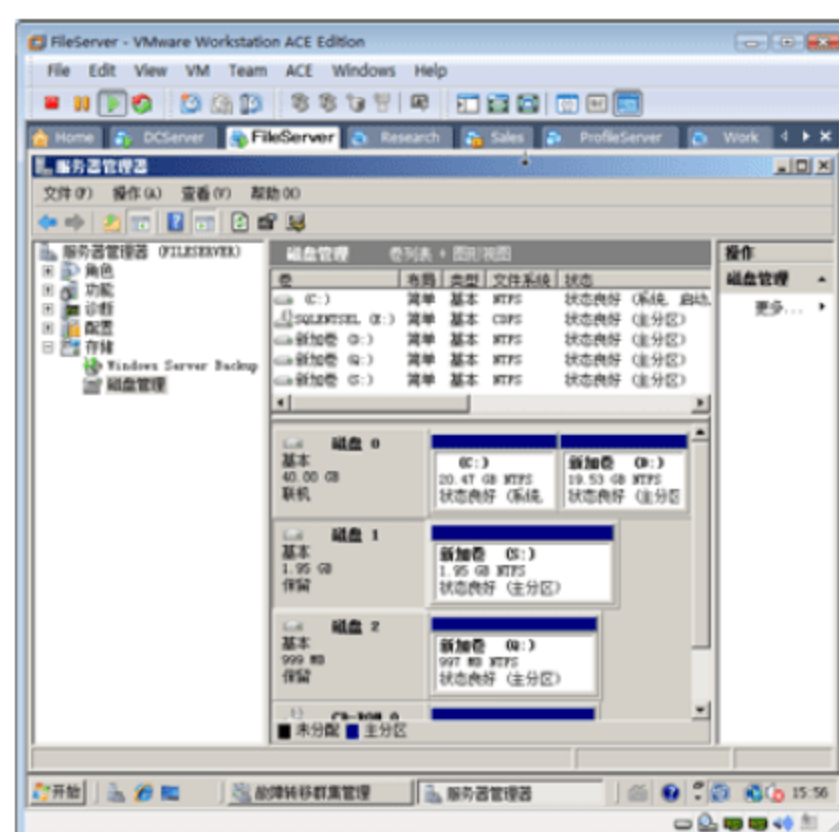 FileServer - VMware Workstation ACE Edition
File Edit View VM Team ACE Windows Help
Home DCServer FileServer Research Sales ProfileServer Work
服务器管理器
文件(F) 操作(A) 查看(V) 帮助(H)
服务器管理器 (FILESERVER)
角色
功能
诊断
配置
存储
Windows Server Backup
磁盘管理
磁盘管理 卷列表 + 图形视图
卷 布局 类型 文件系统 状态
(C:) 简单 基本 NTFS 状态良好 (系统, 启动,
SQLENTSEL (E:) 简单 基本 CDFS 状态良好 (主分区)
新加卷 (D:) 简单 基本 NTFS 状态良好 (主分区)
新加卷 (Q:) 简单 基本 NTFS 状态良好 (主分区)
新加卷 (S:) 简单 基本 NTFS 状态良好 (主分区)
磁盘 0
基本
40.00 GB
联机
(C:)
20.47 GB NTFS
状态良好 (系统,
新加卷 (D:)
19.53 GB NTFS
状态良好 (主分区
磁盘 1
基本
1.95 GB
保留
新加卷 (S:)
1.95 GB NTFS
状态良好 (主分区)
磁盘 2
基本
999 MB
保留
新加卷 (Q:)
997 MB NTFS
状态良好 (主分区)
CD-ROM 0
未分配 主分区
操作
磁盘管理
更多...
开始 故障转移群集管理 服务器管理器 15:56